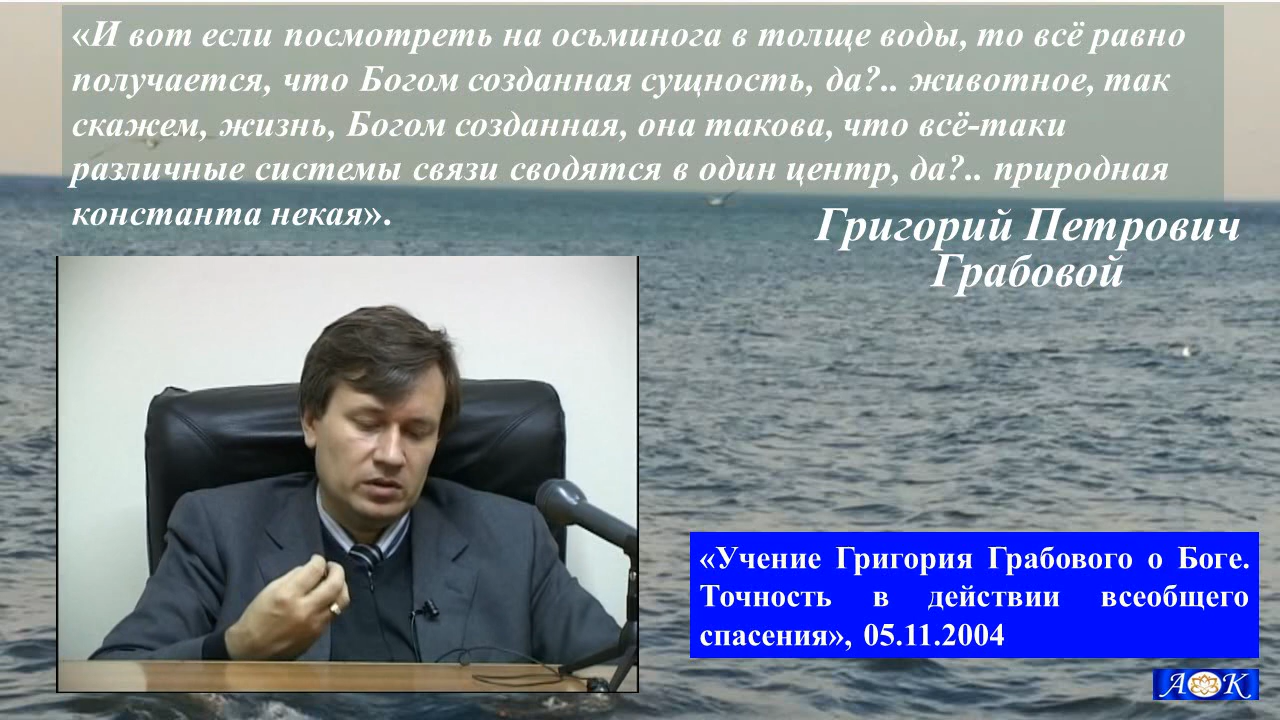 «И вот если посмотреть на осьминога в толще воды, то всё равно
получается, что Богом созданная сущность, да?.. животное, так
скажем, жизнь, Богом созданная, она такова, что всё-таки
различные системы связи сводятся в один центр, да?.. природная
константа некая».
Григорий Петрович
Грабовой
«Учение Григория Грабового о Боге.
Точность в действии всеобщего
спасения», 05.11.2004
А К